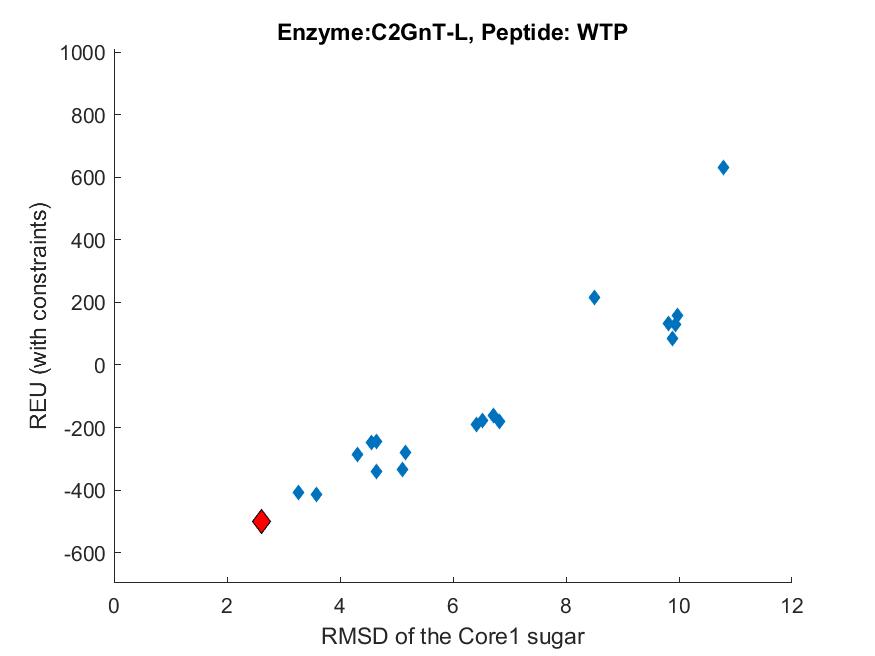 Enzyme:C2GnT-L, Peptide: WTP
1000
800
600
400
200
0
-200
-400
-600
REU (with constraints)
0 2 4 6 8 10 12
RMSD of the Core1 sugar